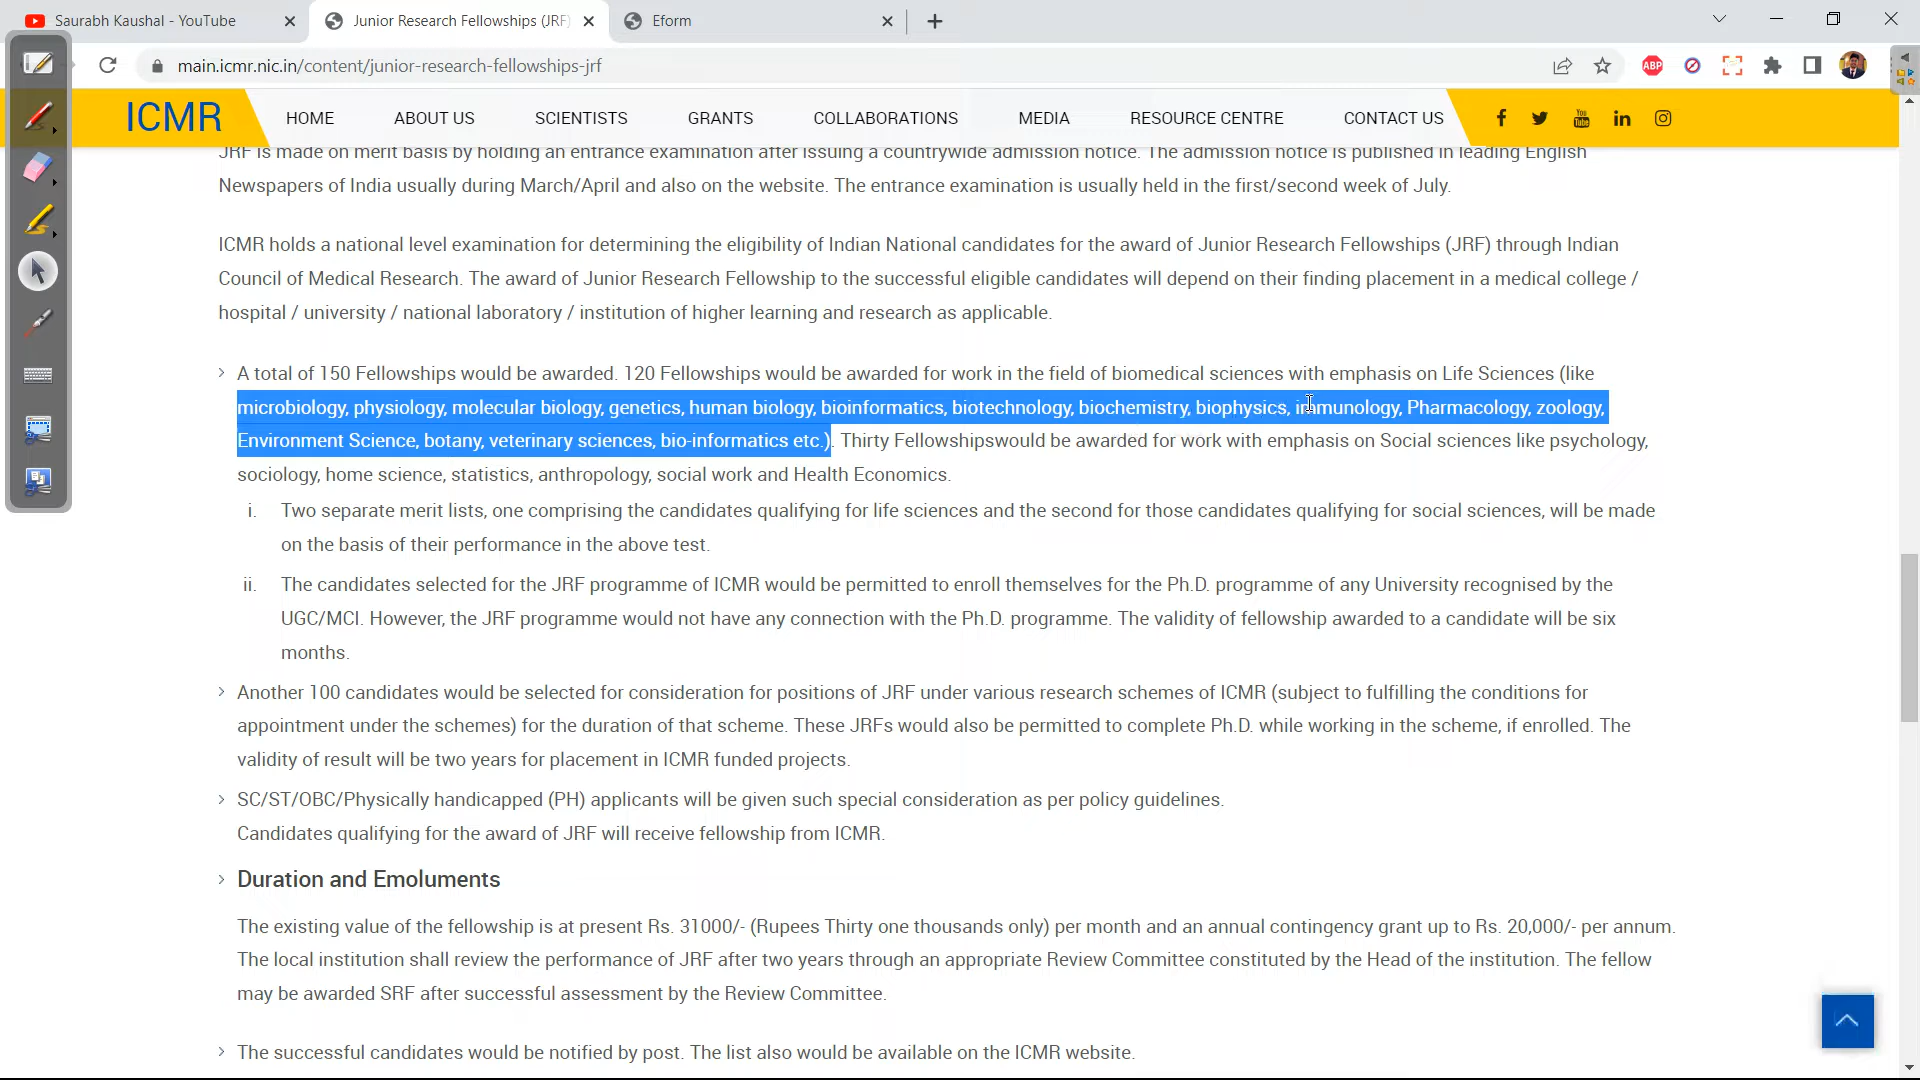 Saurabh Kaushal - YouTube
Junior Research Fellowships (JRF)
Eform
main.icmr.nic.in/content/junior-research-fellowships-jrf
ABP
ICMR
HOME
ABOUT US
SCIENTISTS
GRANTS
COLLABORATIONS
MEDIA
RESOURCE CENTRE
CONTACT US
JRF is made on merit basis by holding an entrance examination after issuing a countrywide admission notice. The admission notice is published in leading English
Newspapers of India usually during March/April and also on the website. The entrance examination is usually held in the first/second week of July.
ICMR holds a national level examination for determining the eligibility of Indian National candidates for the award of Junior Research Fellowships (JRF) through Indian
Council of Medical Research. The award of Junior Research Fellowship to the successful eligible candidates will depend on their finding placement in a medical college /
hospital / university / national laboratory / institution of higher learning and research as applicable.
A total of 150 Fellowships would be awarded. 120 Fellowships would be awarded for work in the field of biomedical sciences with emphasis on Life Sciences (like
microbiology, physiology, molecular biology, genetics, human biology, bioinformatics, biotechnology, biochemistry, biophysics, immunology, Pharmacology, zoology,
Environment Science, botany, veterinary sciences, bio-informatics etc.). Thirty Fellowshipswould be awarded for work with emphasis on Social sciences like psychology,
sociology, home science, statistics, anthropology, social work and Health Economics.
i. Two separate merit lists, one comprising the candidates qualifying for life sciences and the second for those candidates qualifying for social sciences, will be made
on the basis of their performance in the above test.
ii. The candidates selected for the JRF programme of ICMR would be permitted to enroll themselves for the Ph.D. programme of any University recognised by the
UGC/MCI. However, the JRF programme would not have any connection with the Ph.D. programme. The validity of fellowship awarded to a candidate will be six
months.
Another 100 candidates would be selected for consideration for positions of JRF under various research schemes of ICMR (subject to fulfilling the conditions for
appointment under the schemes) for the duration of that scheme. These JRFs would also be permitted to complete Ph.D. while working in the scheme, if enrolled. The
validity of result will be two years for placement in ICMR funded projects.
SC/ST/OBC/Physically handicapped (PH) applicants will be given such special consideration as per policy guidelines.
Candidates qualifying for the award of JRF will receive fellowship from ICMR.
Duration and Emoluments
The existing value of the fellowship is at present Rs. 31000/- (Rupees Thirty one thousands only) per month and an annual contingency grant up to Rs. 20,000/- per annum.
The local institution shall review the performance of JRF after two years through an appropriate Review Committee constituted by the Head of the institution. The fellow
may be awarded SRF after successful assessment by the Review Committee.
The successful candidates would be notified by post. The list also would be available on the ICMR website.